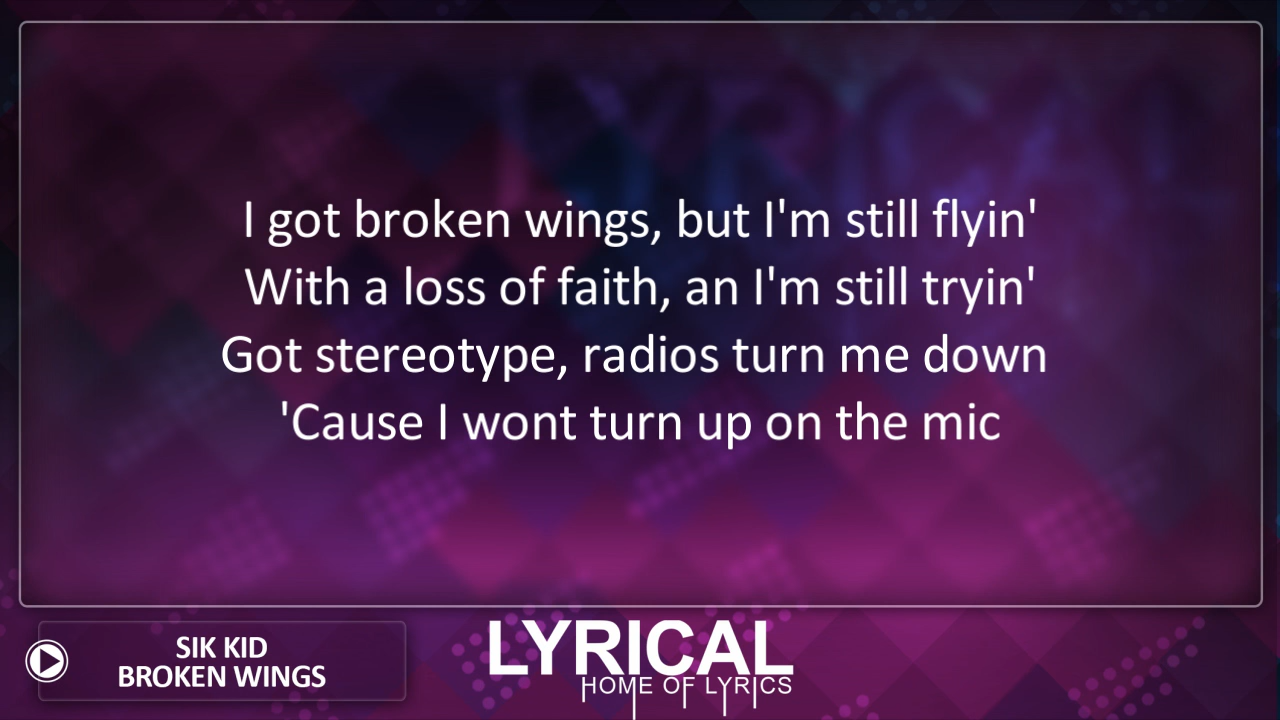 I got broken wings, but I'm still flyin'
With a loss of faith, an I'm still tryin'
Got stereotype, radios turn me down
'Cause I wont turn up on the mic
SIK KID
BROKEN WINGS
LYRICAL
HOME OF LYRICS